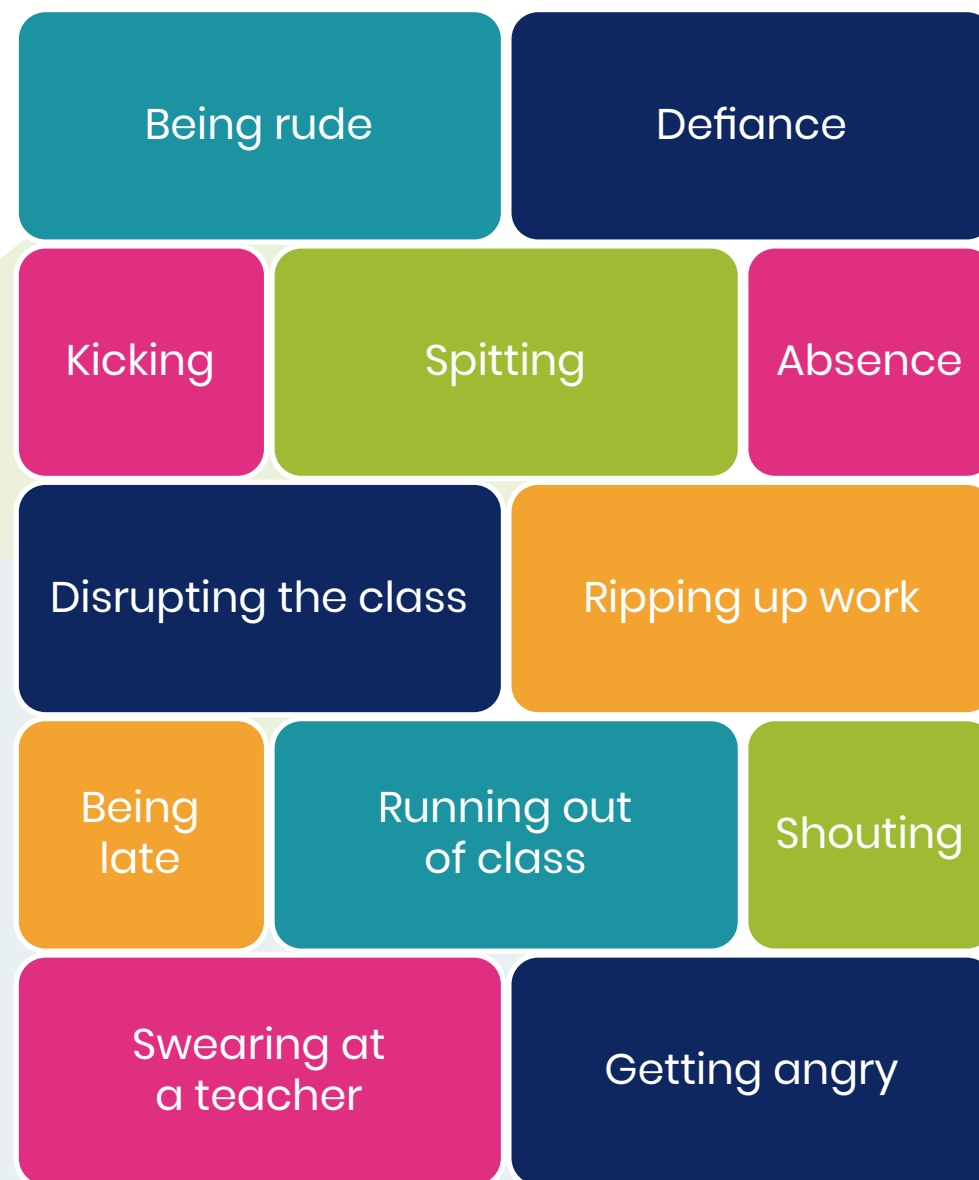 Being rude
Defiance
Kicking
Spitting
Absence
Disrupting the class
Ripping up work
Being
late
Running out
of class
Shouting
Swearing at
a teacher
Getting angry